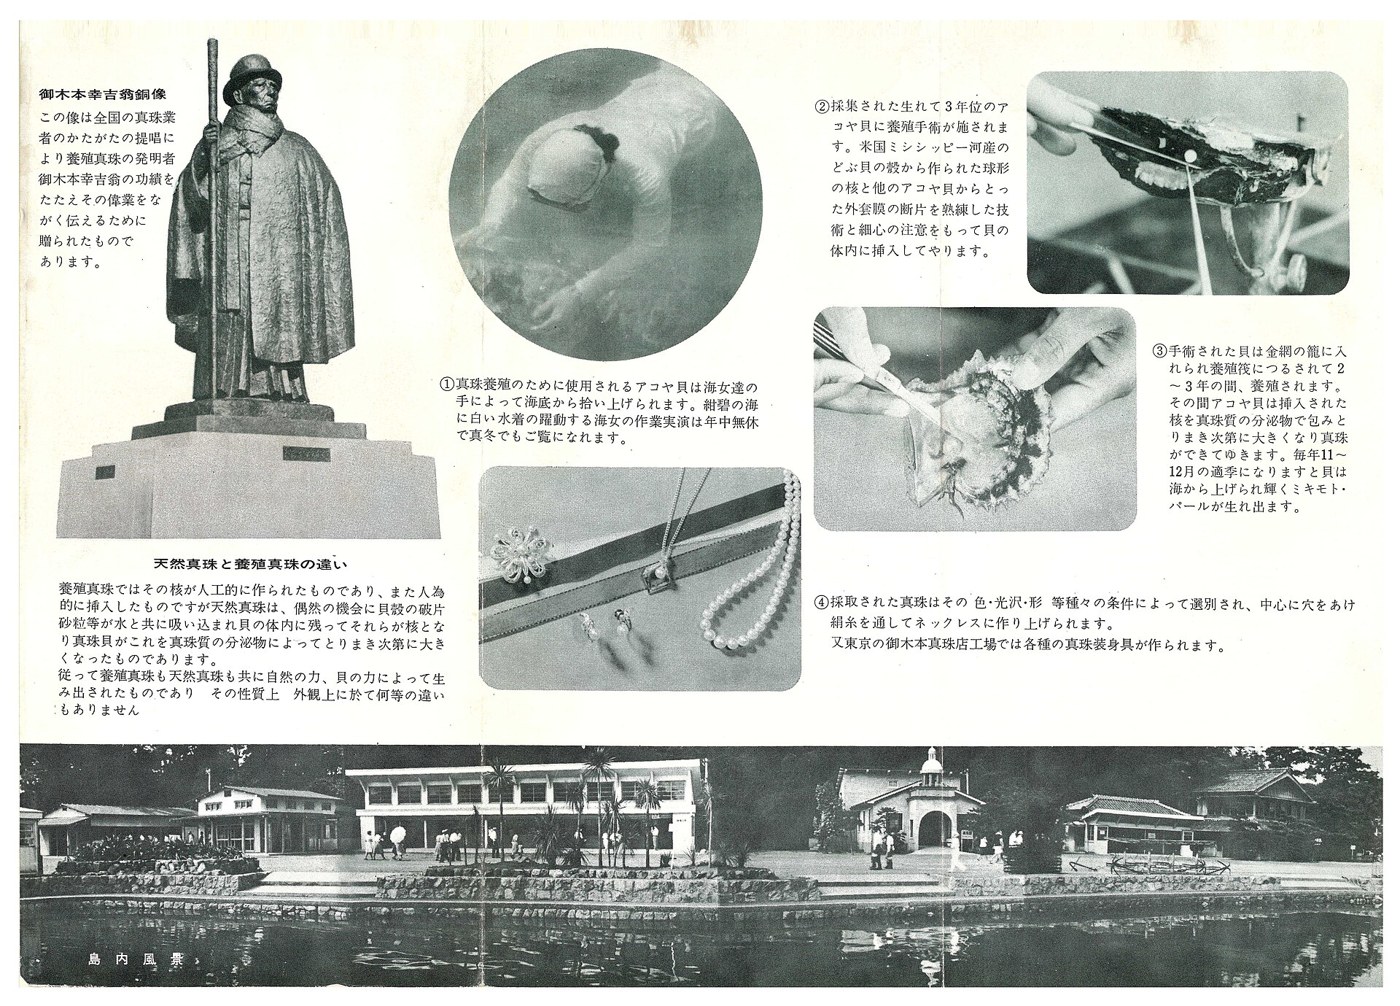 御木本幸吉翁銅像
この像は全国の真珠業
者のかたがたの提唱に
より養殖真珠の発明者
御木本幸吉翁の功績を
たたえその偉業をな
がく伝えるために
贈られたもので
あります。
天然真珠と養殖真珠の違い
養殖真珠ではその核が人工的に作られたものであり、また人為
的に挿入したものですが天然真珠は、偶然の機会に貝殻の破片
砂粒等が水と共に吸い込まれ貝の体内に残ってそれらが核とな
り真珠貝がこれを真珠質の分泌物によってとりまき次第に大き
くなったものであります。
従って養殖真珠も天然真珠も共に自然の力、貝の力によって生
み出されたものであり その性質上 外観上に於て何等の違い
もありません
①真珠養殖のために使用されるアコヤ貝は海女達の
手によって海底から拾い上げられます。紺碧の海
に白い水着の躍動する海女の作業実演は年中無休
で真冬でもご覧になれます。
②採集された生れて3年位のア
コヤ貝に養殖手術が施されま
す。米国ミシシッピー河産の
どぶ貝の殻から作られた球形
の核と他のアコヤ貝からとっ
た外套膜の断片を熟練した技
術と細心の注意をもって貝の
体内に挿入してやります。
③手術された貝は金網の籠に入
れられ養殖筏につるされて2
～3年の間、養殖されます。
その間アコヤ貝は挿入された
核を真珠質の分泌物で包みと
りまき次第に大きくなり真珠
ができてゆきます。毎年11～
12月の適季になりますと貝は
海から上げられ輝くミキモト・
パールが生れ出ます。
④採取された真珠はその 色・光沢・形 等種々の条件によって選別され、中心に穴をあけ
絹糸を通してネックレスに作り上げられます。
又東京の御木本真珠店工場では各種の真珠装身具が作られます。
島内風景